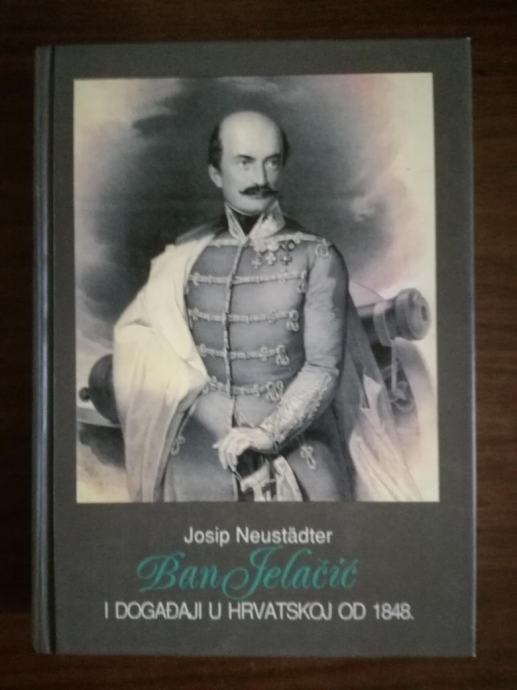 Josip Neustädter
Ban Jelačić
I DOGAĐAJI U HRVATSKOJ OD 1848.